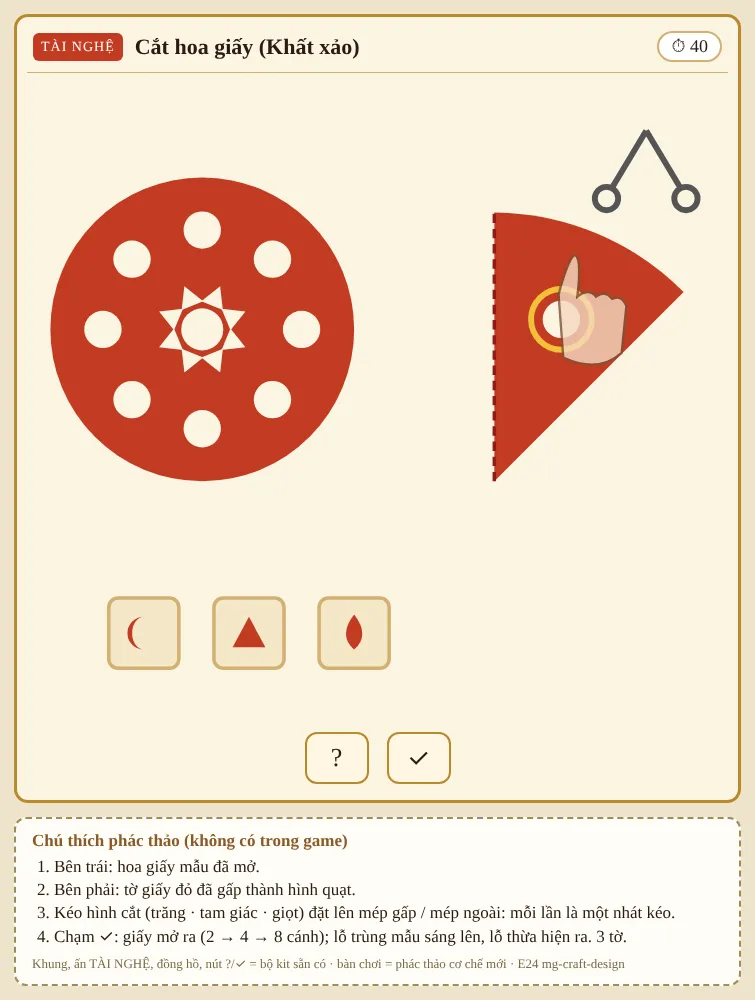 TÀI NGHỆ Cắt hoa giấy (Khất xảo) ⏱ 40
? ✓
Chú thích phác thảo (không có trong game)
1. Bên trái: hoa giấy mẫu đã mở.
2. Bên phải: tờ giấy đỏ đã gấp thành hình quạt.
3. Kéo hình cắt (trăng · tam giác · giọt) đặt lên mép gấp / mép ngoài: mỗi lần là một nhát kéo.
4. Chạm ✓: giấy mở ra (2 → 4 → 8 cánh); lỗ trùng mẫu sáng lên, lỗ thừa hiện ra. 3 tờ.
Khung, ấn TÀI NGHỆ, đồng hồ, nút ?/✓ = bộ kit sẵn có · bàn chơi = phác thảo cơ chế mới · E24 mg-craft-design